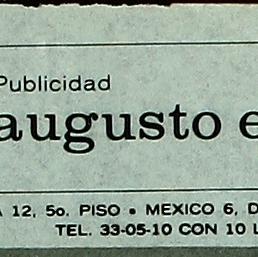 Publicidad
augusto e
A 12, 5o. PISO • MEXICO 6, D
TEL. 33-05-10 CON 10 L